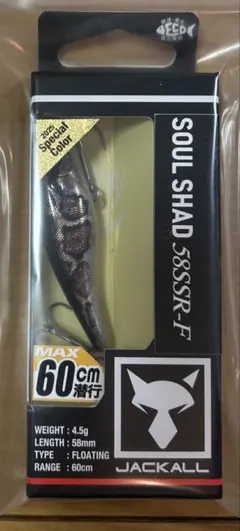 FECO
2025
Special
Color
SOUL SHAD 58SSR-F
MAX
60cm
潜行
WEIGHT : 4.5g
LENGTH : 58mm
TYPE : FLOATING
RANGE : 60cm
JACKALL